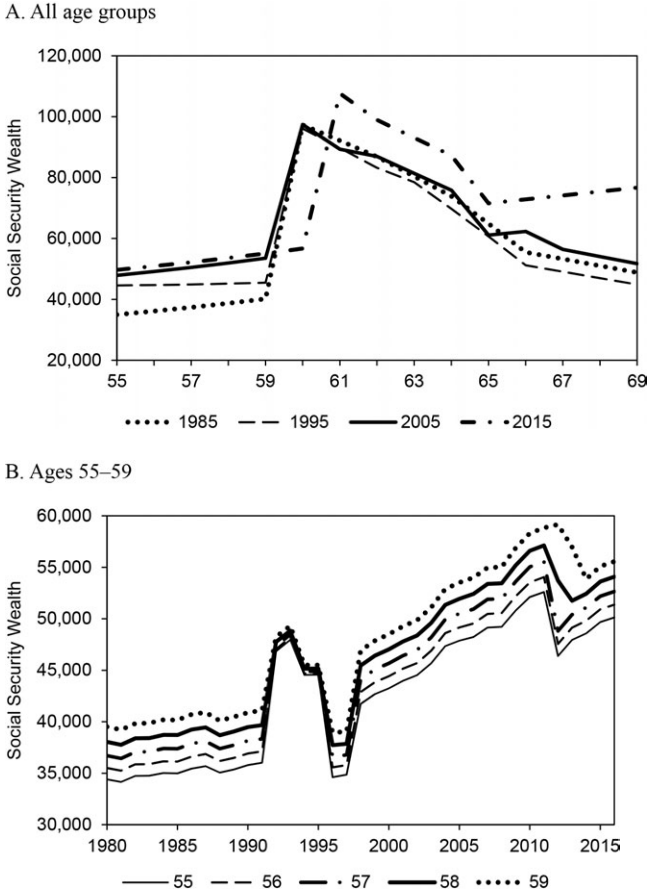 A. All age groups
120,000
100,000
80,000
60,000
40,000
20,000
Social Security Wealth
55 57 59 61 63 65 67 69
1985 1995 2005 2015
B. Ages 55–59
60,000
55,000
50,000
45,000
40,000
35,000
30,000
Social Security Wealth
1980 1985 1990 1995 2000 2005 2010 2015
55 56 57 58 59